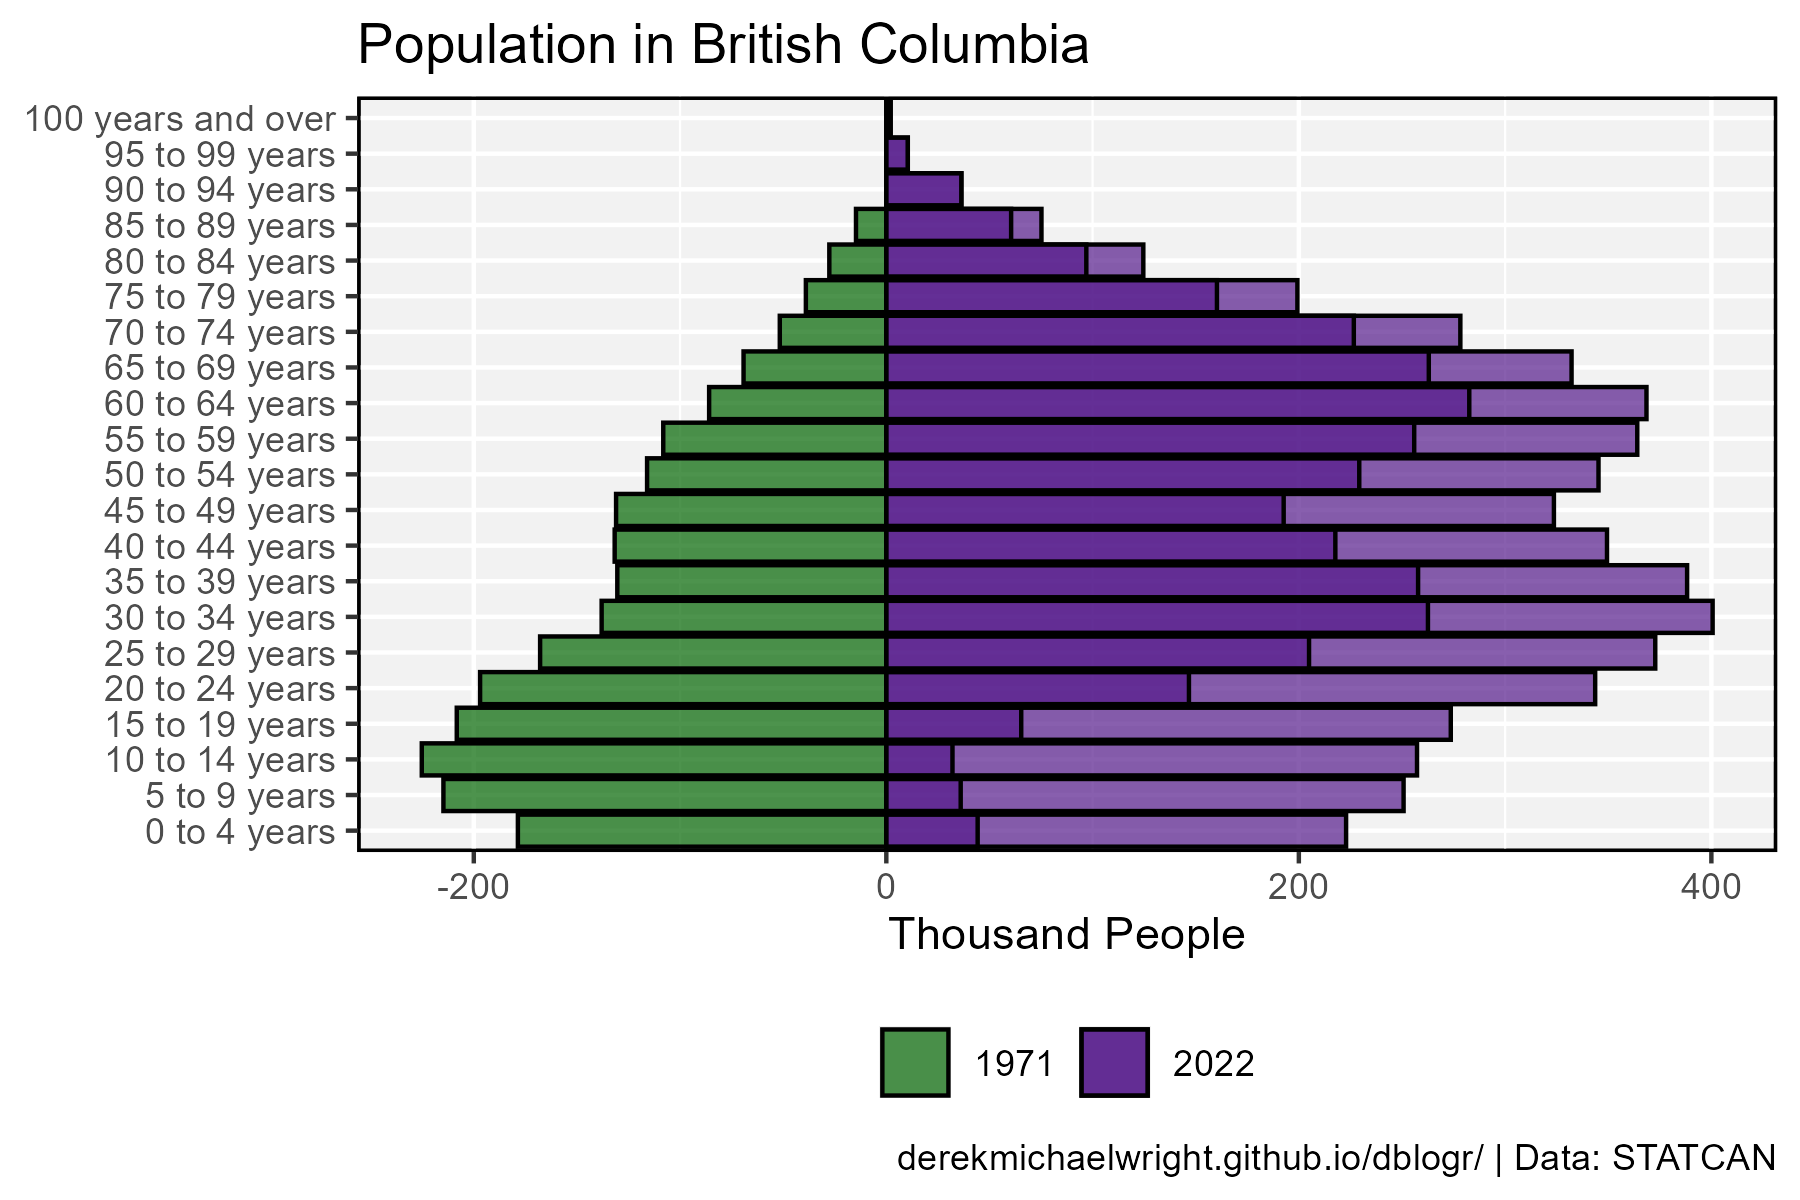 Population in British Columbia
100 years and over
95 to 99 years
90 to 94 years
85 to 89 years
80 to 84 years
75 to 79 years
70 to 74 years
65 to 69 years
60 to 64 years
55 to 59 years
50 to 54 years
45 to 49 years
40 to 44 years
35 to 39 years
30 to 34 years
25 to 29 years
20 to 24 years
15 to 19 years
10 to 14 years
5 to 9 years
0 to 4 years
-200 0 200 400
Thousand People
1971 2022
derekmichaelwright.github.io/dblogr/ | Data: STATCAN